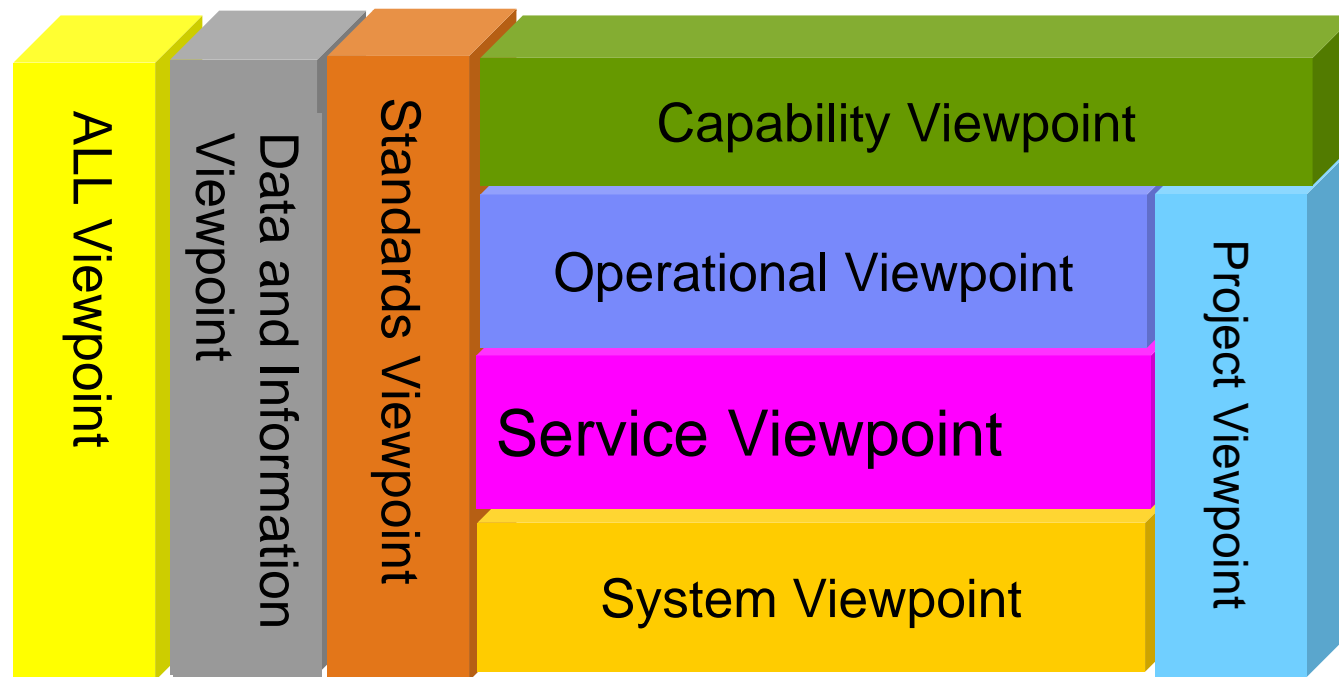 ALL Viewpoint
Data and Information
Viewpoint
Standards Viewpoint
Capability Viewpoint
Operational Viewpoint
Service Viewpoint
System Viewpoint
Project Viewpoint